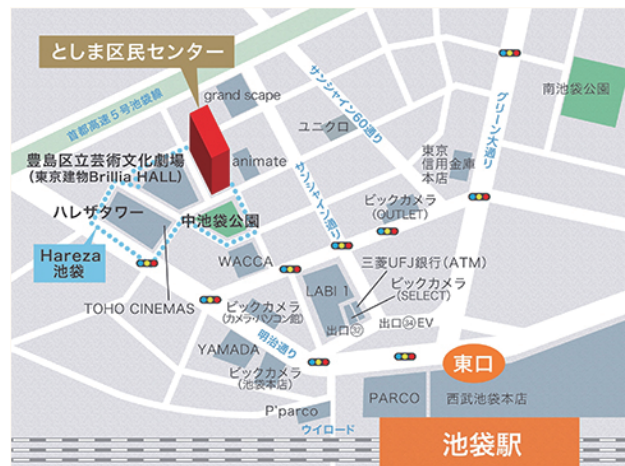 としま区民センター
首都高速5号池袋線
grand scape
サンシャイン60通り
グリーン大通り
南池袋公園
ユニクロ
豊島区立芸術文化劇場
(東京建物Brillia HALL)
animate
サンシャイン通り
東京
信用金庫
本店
ハレザタワー
中池袋公園
ビックカメラ
(OUTLET)
Hareza
池袋
WACCA
三菱UFJ銀行(ATM)
TOHO CINEMAS
LABI 1
ビックカメラ
(SELECT)
ビックカメラ
(カメラ・パソコン館)
出口㉜
出口㉞EV
明治通り
YAMADA
ビックカメラ
(池袋本店)
東口
P'parco
PARCO
西武池袋本店
ウイロード
池袋駅